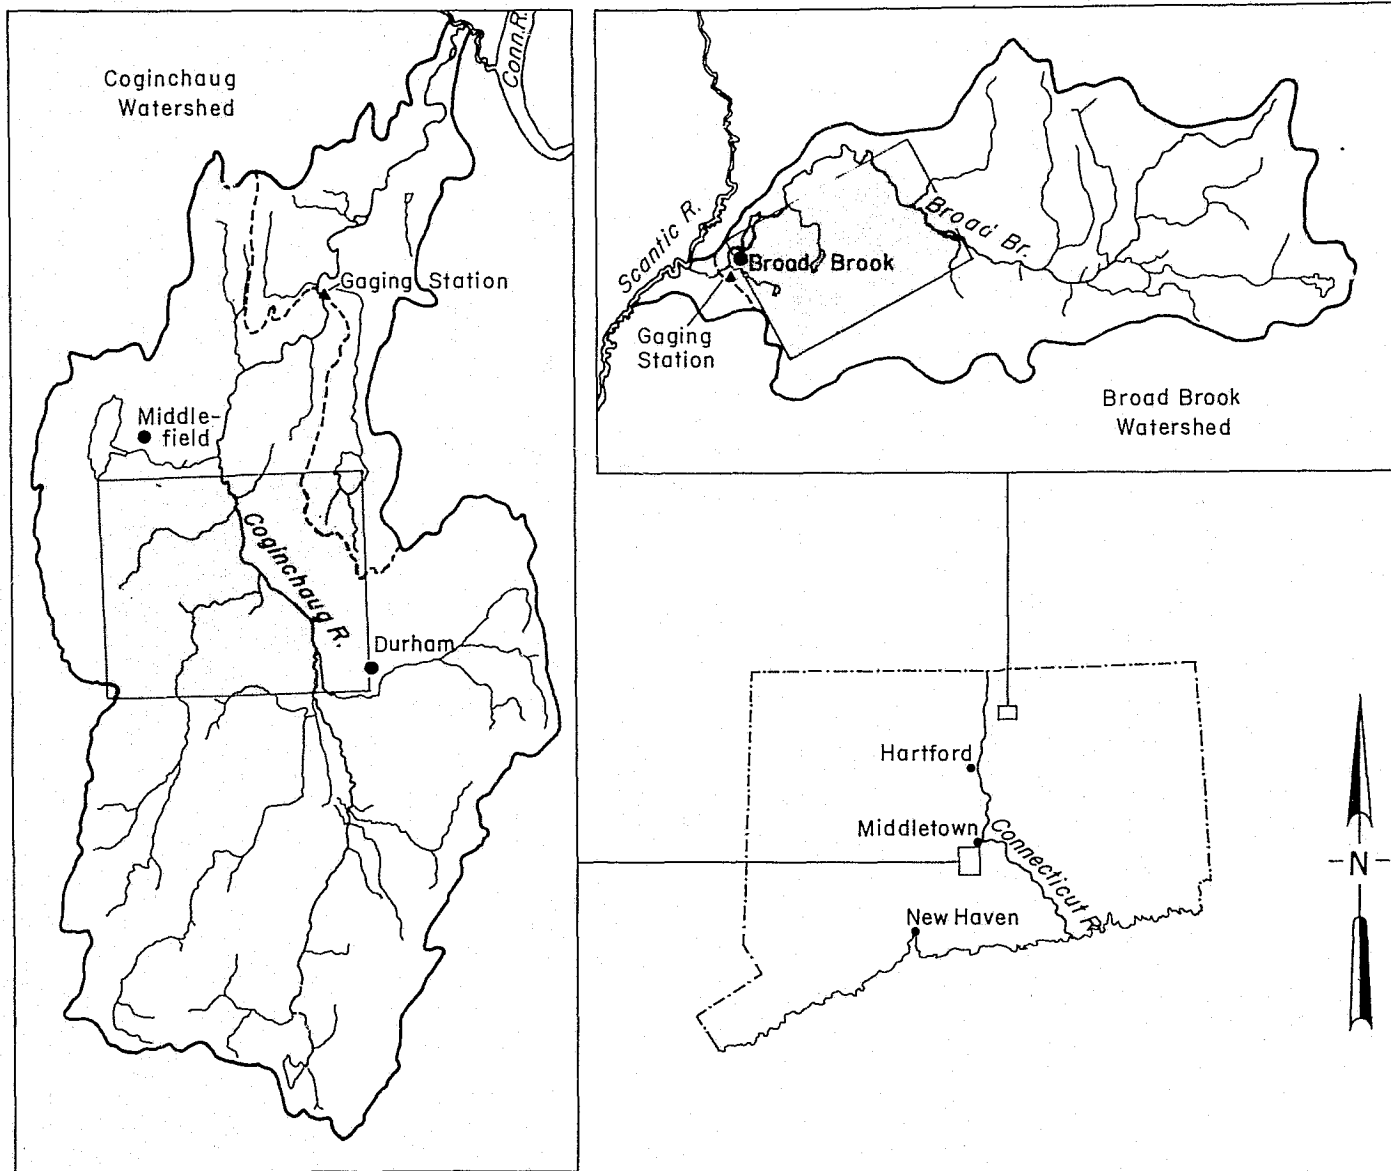 Coginchaug
Watershed
Conn.R.
Gaging Station
Middle-
field
Coginchaug R.
Durham
Scantic R.
Broad Br.
Broad Brook
Gaging
Station
Broad Brook
Watershed
Hartford
Middletown
Connecticut R.
New Haven
-N-